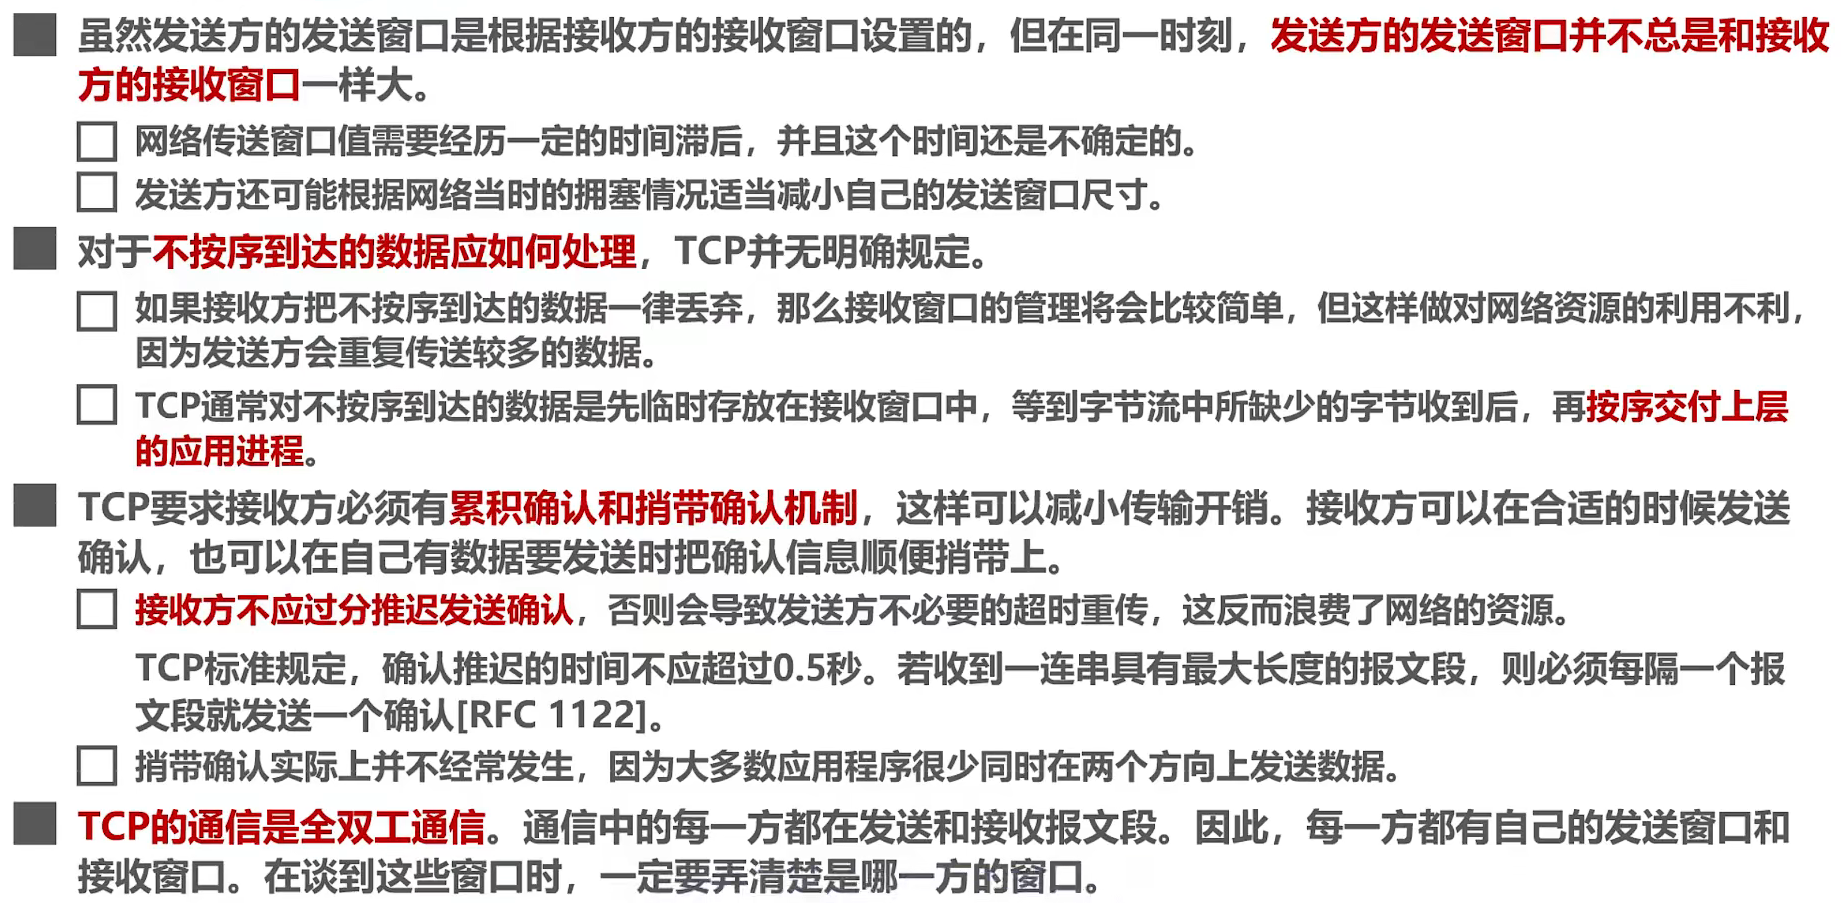 虽然发送方的发送窗口是根据接收方的接收窗口设置的，但在同一时刻，发送方的发送窗口并不总是和接收
方的接收窗口一样大。
网络传送窗口值需要经历一定的时间滞后，并且这个时间还是不确定的。
发送方还可能根据网络当时的拥塞情况适当减小自己的发送窗口尺寸。
对于不按序到达的数据应如何处理，TCP并无明确规定。
如果接收方把不按序到达的数据一律丢弃，那么接收窗口的管理将会比较简单，但这样做对网络资源的利用不利，
因为发送方会重复传送较多的数据。
TCP通常对不按序到达的数据是先临时存放在接收窗口中，等到字节流中所缺少的字节收到后，再按序交付上层
的应用进程。
TCP要求接收方必须有累积确认和捎带确认机制，这样可以减小传输开销。接收方可以在合适的时候发送
确认，也可以在自己有数据要发送时把确认信息顺便捎带上。
接收方不应过分推迟发送确认，否则会导致发送方不必要的超时重传，这反而浪费了网络的资源。
TCP标准规定，确认推迟的时间不应超过0.5秒。若收到一连串具有最大长度的报文段，则必须每隔一个报
文段就发送一个确认[RFC 1122]。
捎带确认实际上并不经常发生，因为大多数应用程序很少同时在两个方向上发送数据。
TCP的通信是全双工通信。通信中的每一方都在发送和接收报文段。因此，每一方都有自己的发送窗口和
接收窗口。在谈到这些窗口时，一定要弄清楚是哪一方的窗口。